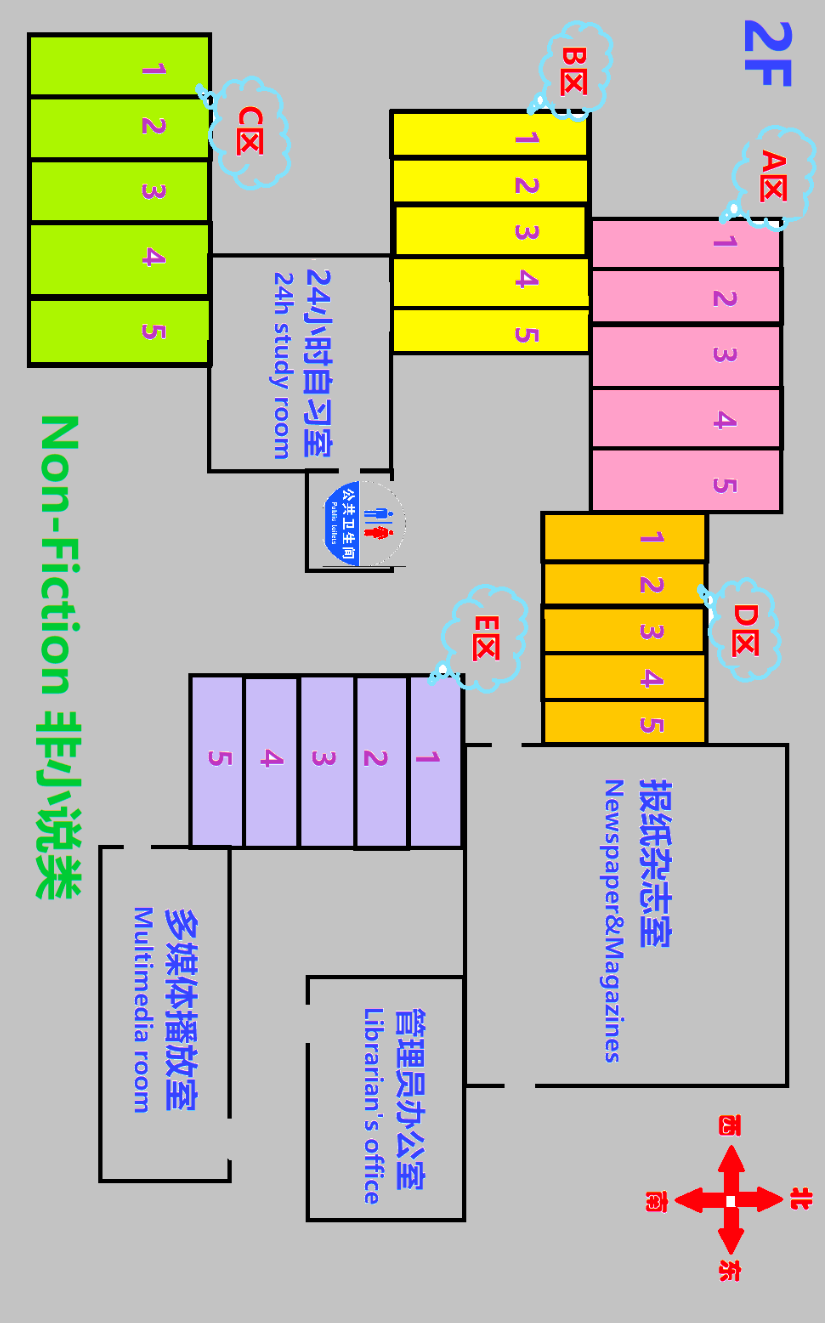 2F
A区
1
2
3
4
5
B区
1
2
3
4
5
C区
1
2
3
4
5
D区
1
2
3
4
5
E区
1
2
3
4
5
24小时自习室
24h study room
公共卫生间
Public toilets
报纸杂志室
Newspaper&Magazines
管理员办公室
Librarian's office
多媒体播放室
Multimedia room
北
西
东
南
Non-Fiction 非小说类